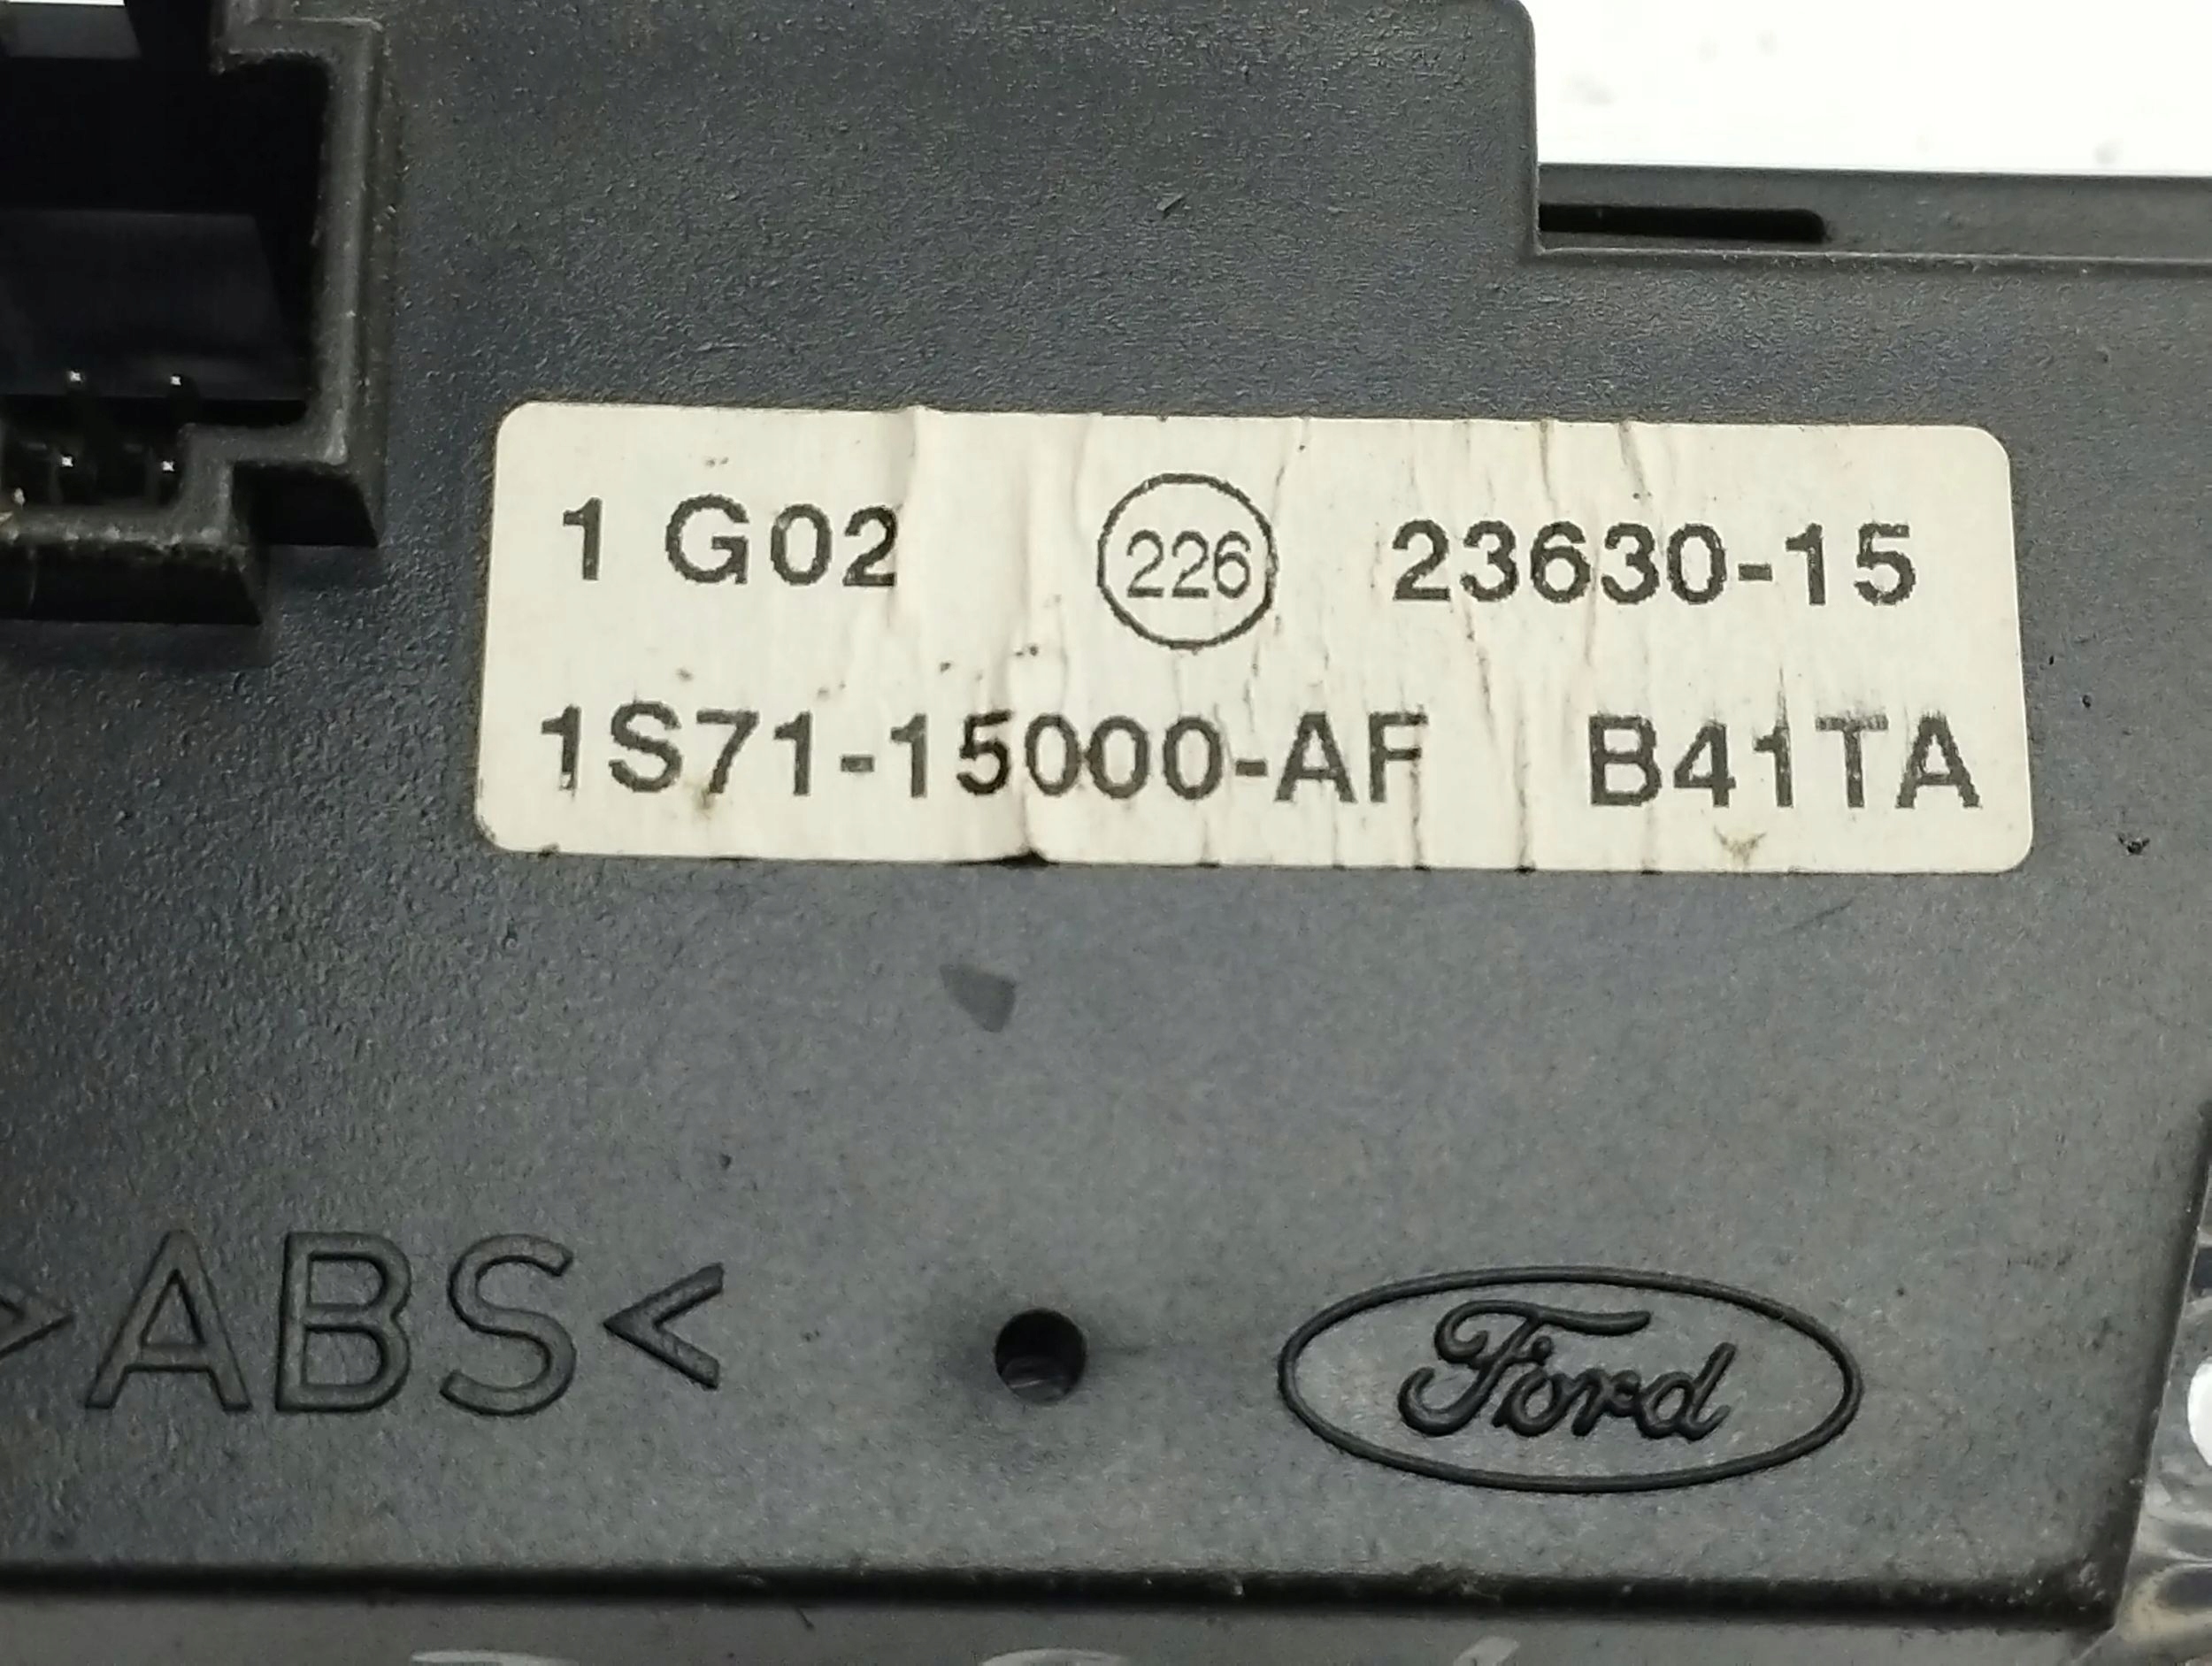 1 G02 226 23630-15
1S71-15000-AF B41TA
>ABS< Ford